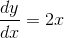 dy/dx = 2x